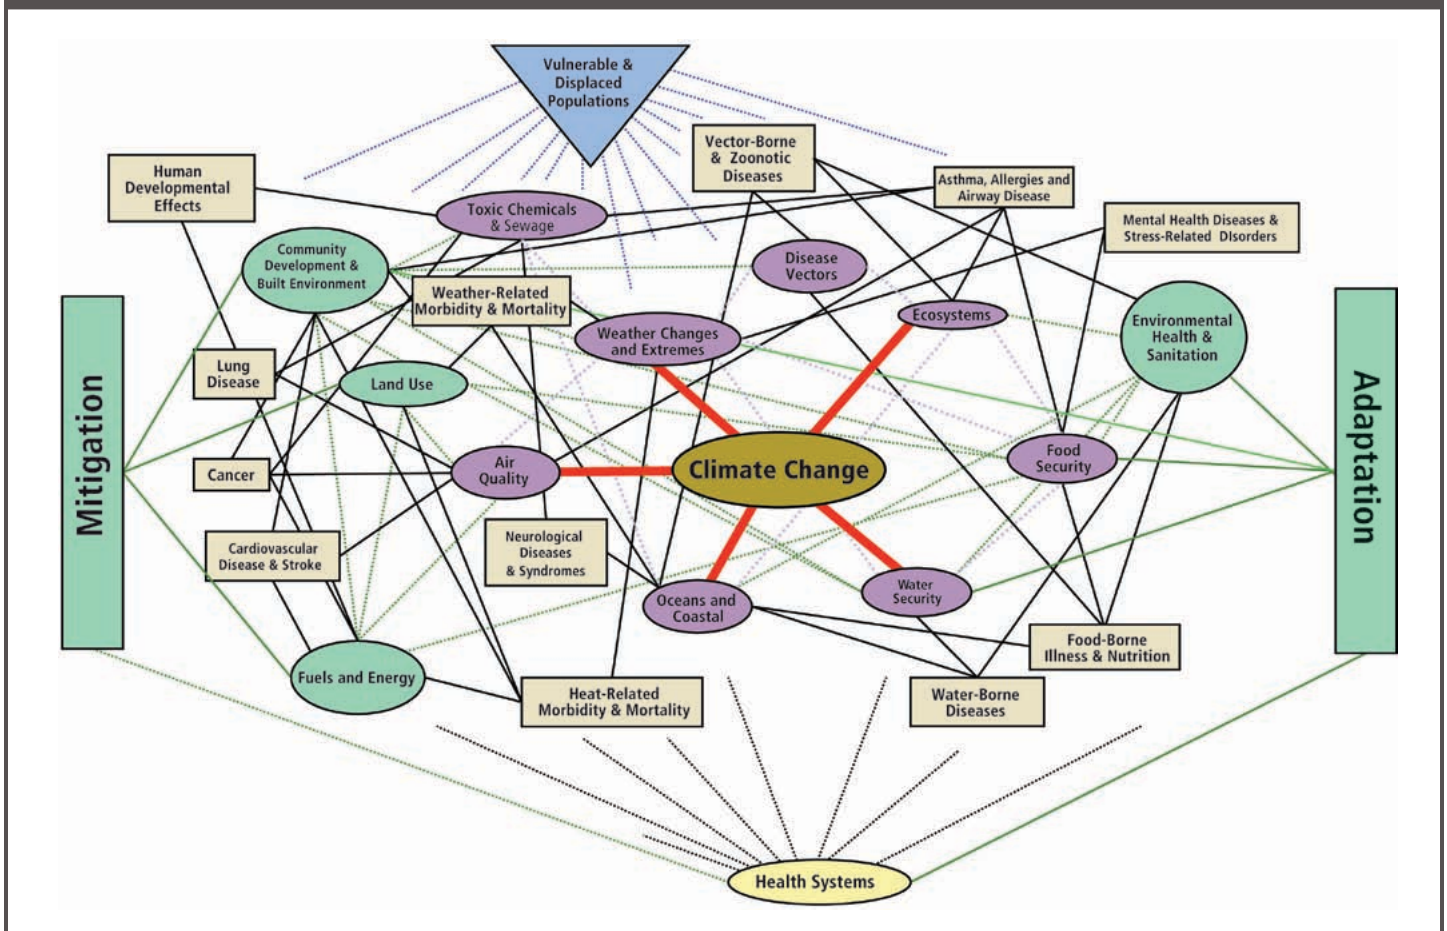 Vulnerable &
Displaced
Populations
Vector-Borne
& Zoonotic
Diseases
Human
Developmental
Effects
Asthma, Allergies and
Airway Disease
Toxic Chemicals
& Sewage
Mental Health Diseases &
Stress-Related DIsorders
Community
Development &
Built Environment
Disease
Vectors
Weather-Related
Morbidity & Mortality
Ecosystems
Environmental
Health &
Sanitation
Weather Changes
and Extremes
Lung
Disease
Land Use
Mitigation
Adaptation
Cancer
Air
Quality
Climate Change
Food
Security
Cardiovascular
Disease & Stroke
Neurological
Diseases
& Syndromes
Oceans and
Coastal
Water
Security
Food-Borne
Illness & Nutrition
Fuels and Energy
Heat-Related
Morbidity & Mortality
Water-Borne
Diseases
Health Systems